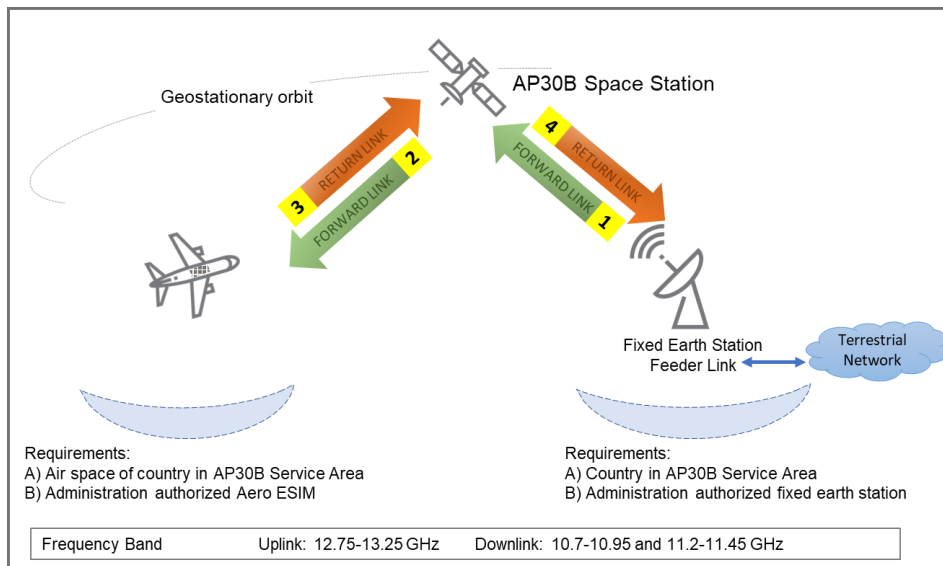 Geostationary orbit
AP30B Space Station
RETURN LINK
3
FORWARD LINK
2
4
RETURN LINK
FORWARD LINK
1
Fixed Earth Station
Feeder Link
Terrestrial
Network
Requirements:
A) Air space of country in AP30B Service Area
B) Administration authorized Aero ESIM
Requirements:
A) Country in AP30B Service Area
B) Administration authorized fixed earth station
Frequency Band Uplink: 12.75-13.25 GHz Downlink: 10.7-10.95 and 11.2-11.45 GHz